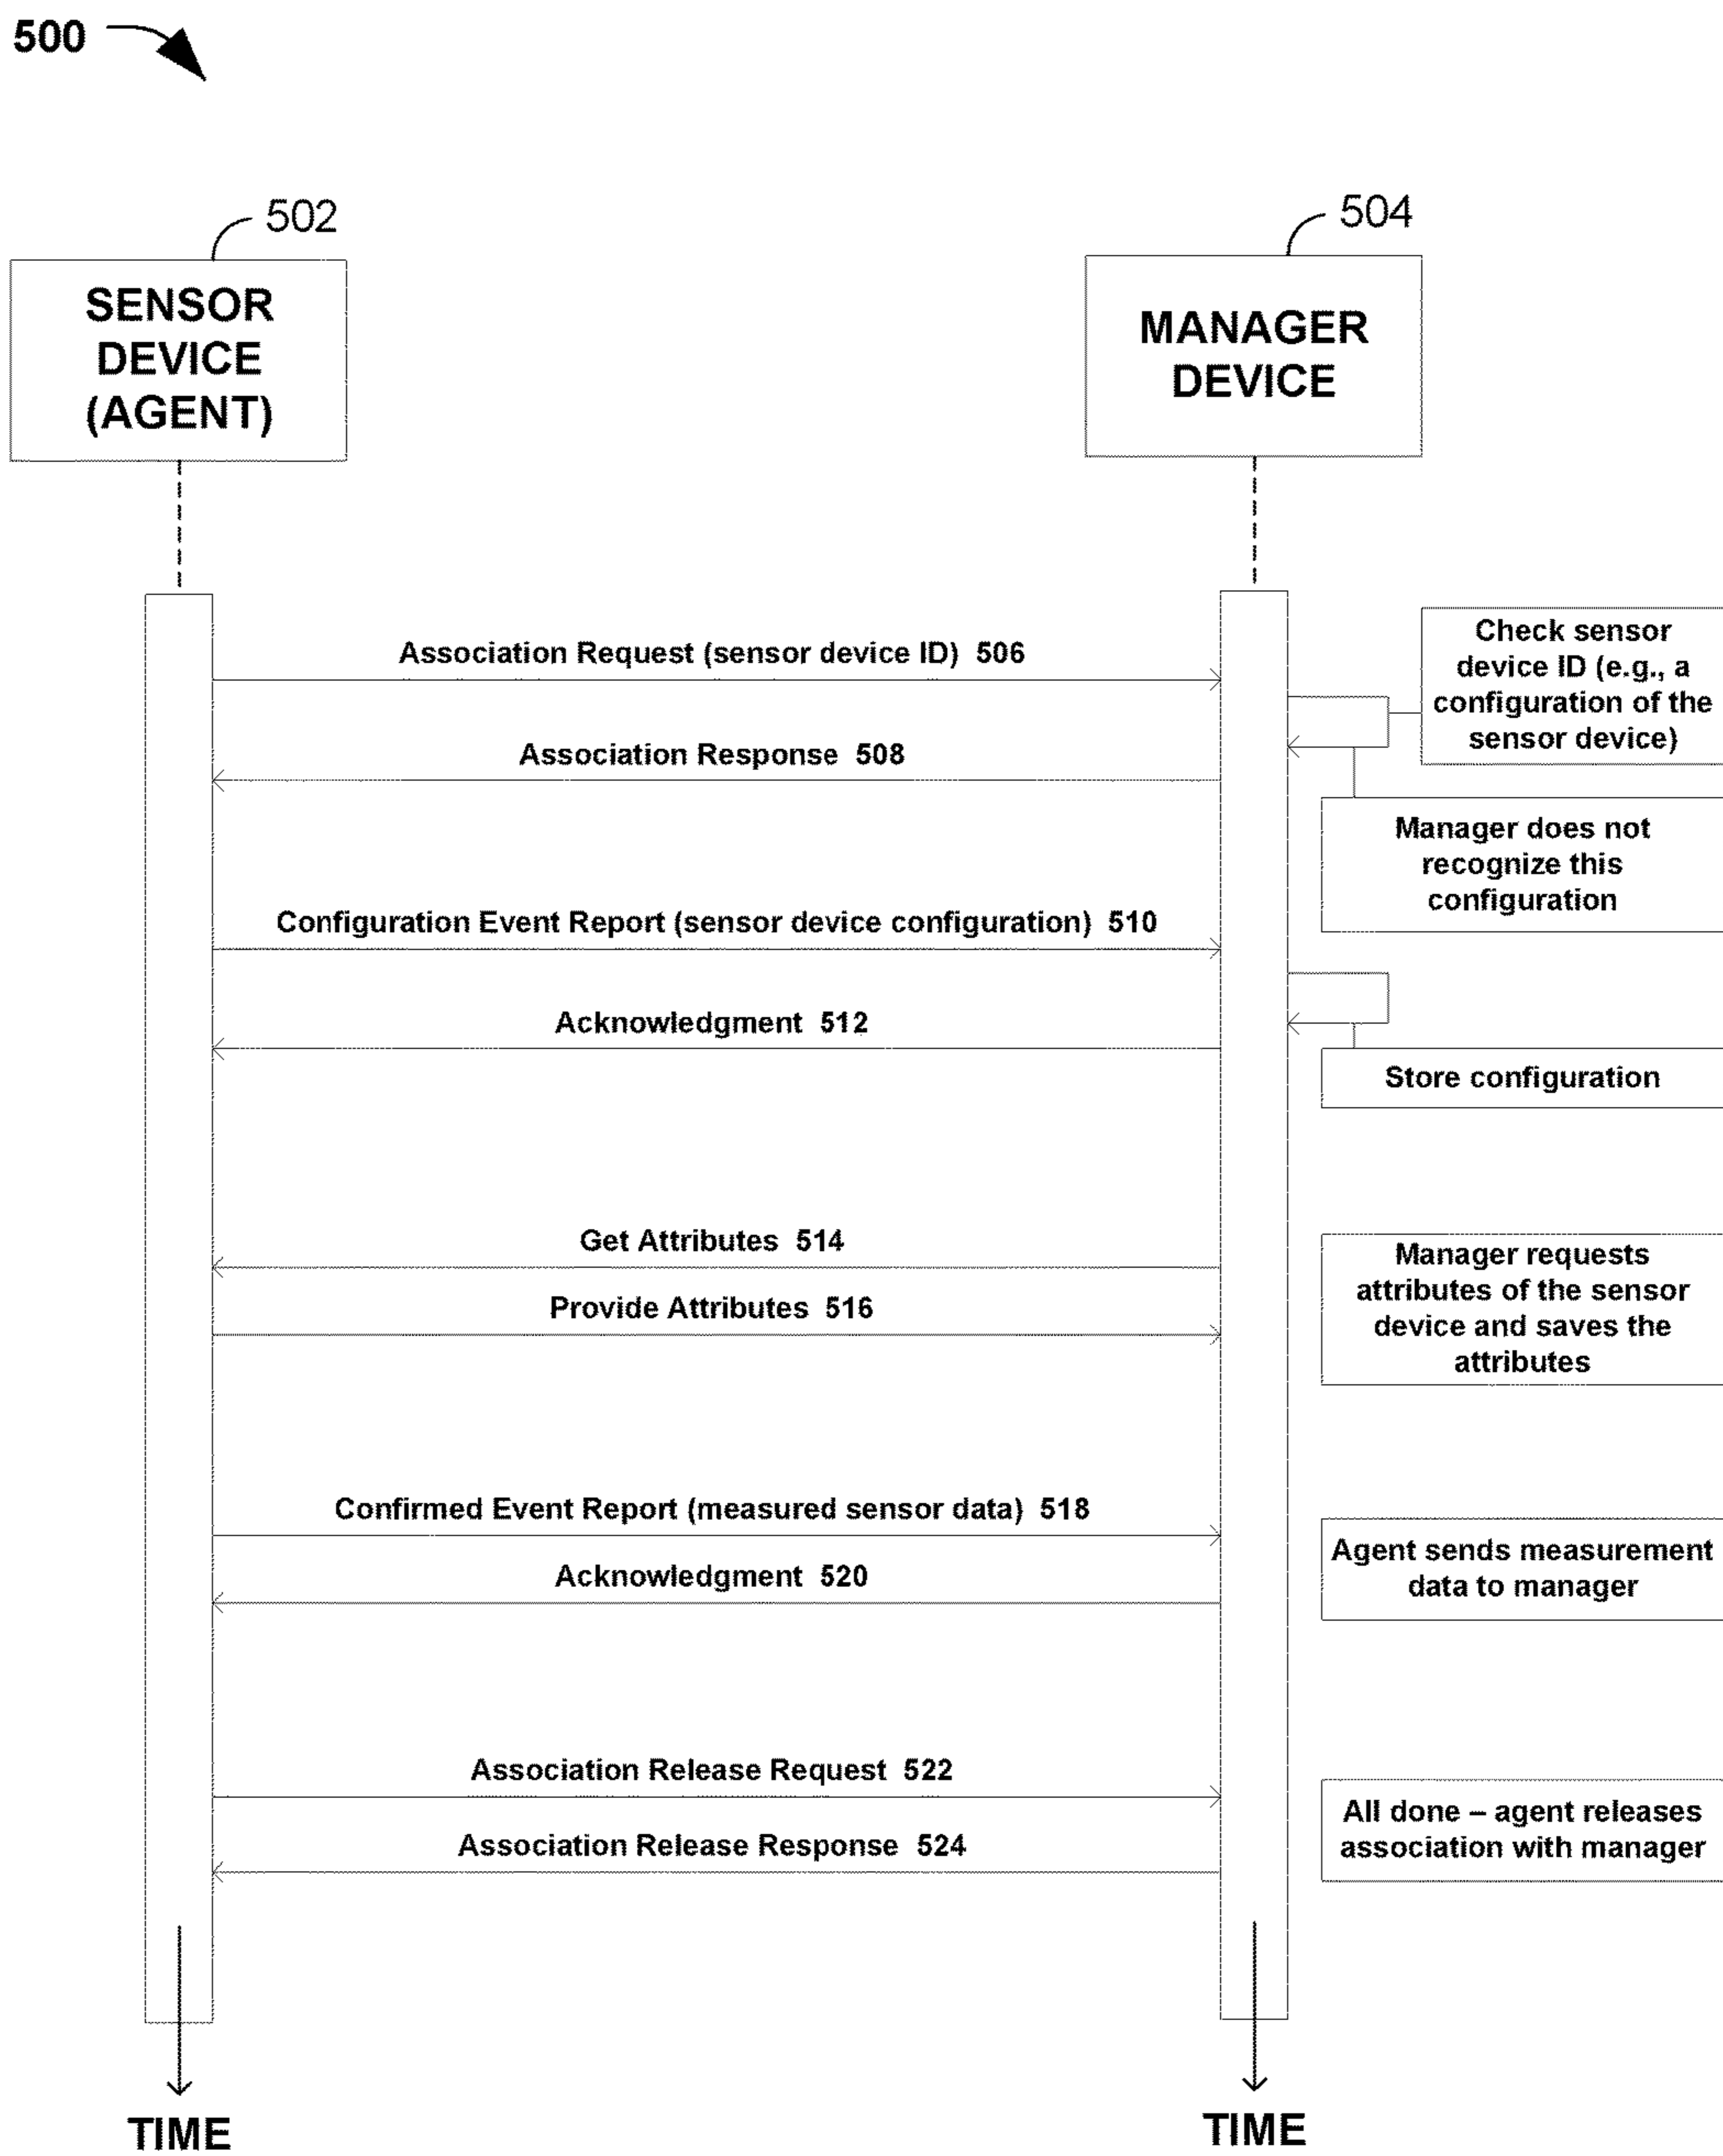 500
502
504
SENSOR
DEVICE
(AGENT)
MANAGER
DEVICE
Association Request (sensor device ID) 506
Check sensor
device ID (e.g., a
configuration of the
sensor device)
Association Response 508
Manager does not
recognize this
configuration
Configuration Event Report (sensor device configuration) 510
Acknowledgment 512
Store configuration
Get Attributes 514
Provide Attributes 516
Manager requests
attributes of the sensor
device and saves the
attributes
Confirmed Event Report (measured sensor data) 518
Acknowledgment 520
Agent sends measurement
data to manager
Association Release Request 522
Association Release Response 524
All done – agent releases
association with manager
TIME
TIME